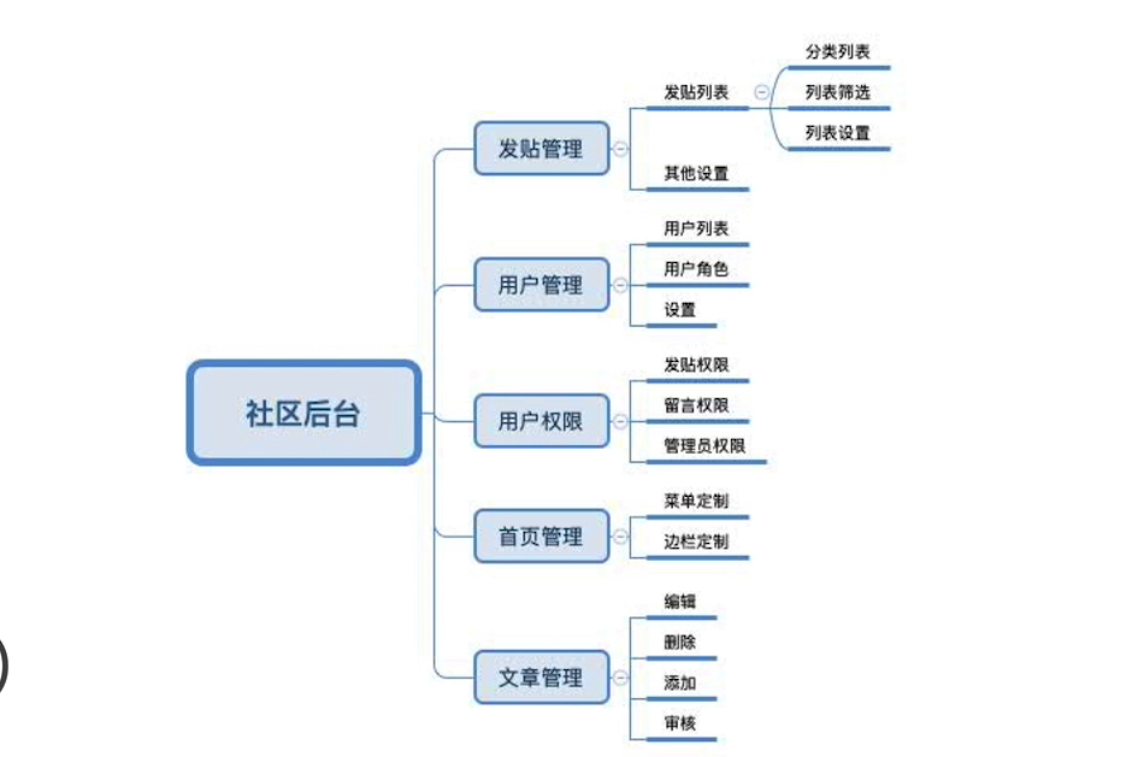 社区后台
发贴管理
发贴列表
分类列表
列表筛选
列表设置
其他设置
用户管理
用户列表
用户角色
设置
用户权限
发贴权限
留言权限
管理员权限
首页管理
菜单定制
边栏定制
文章管理
编辑
删除
添加
审核